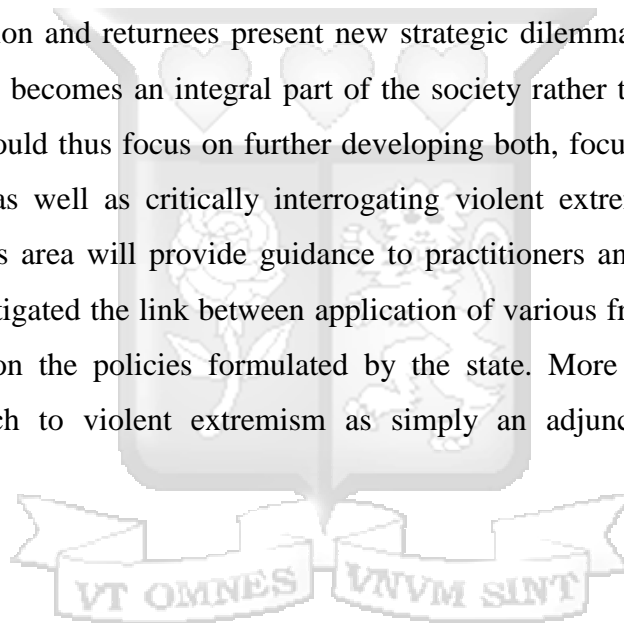 ion and returnees present new strategic dilemma
becomes an integral part of the society rather t
ould thus focus on further developing both, focu
as well as critically interrogating violent extre
s area will provide guidance to practitioners an
tigated the link between application of various fr
on the policies formulated by the state. More
ch to violent extremism as simply an adjunc
VT OMNES VNVM SINT